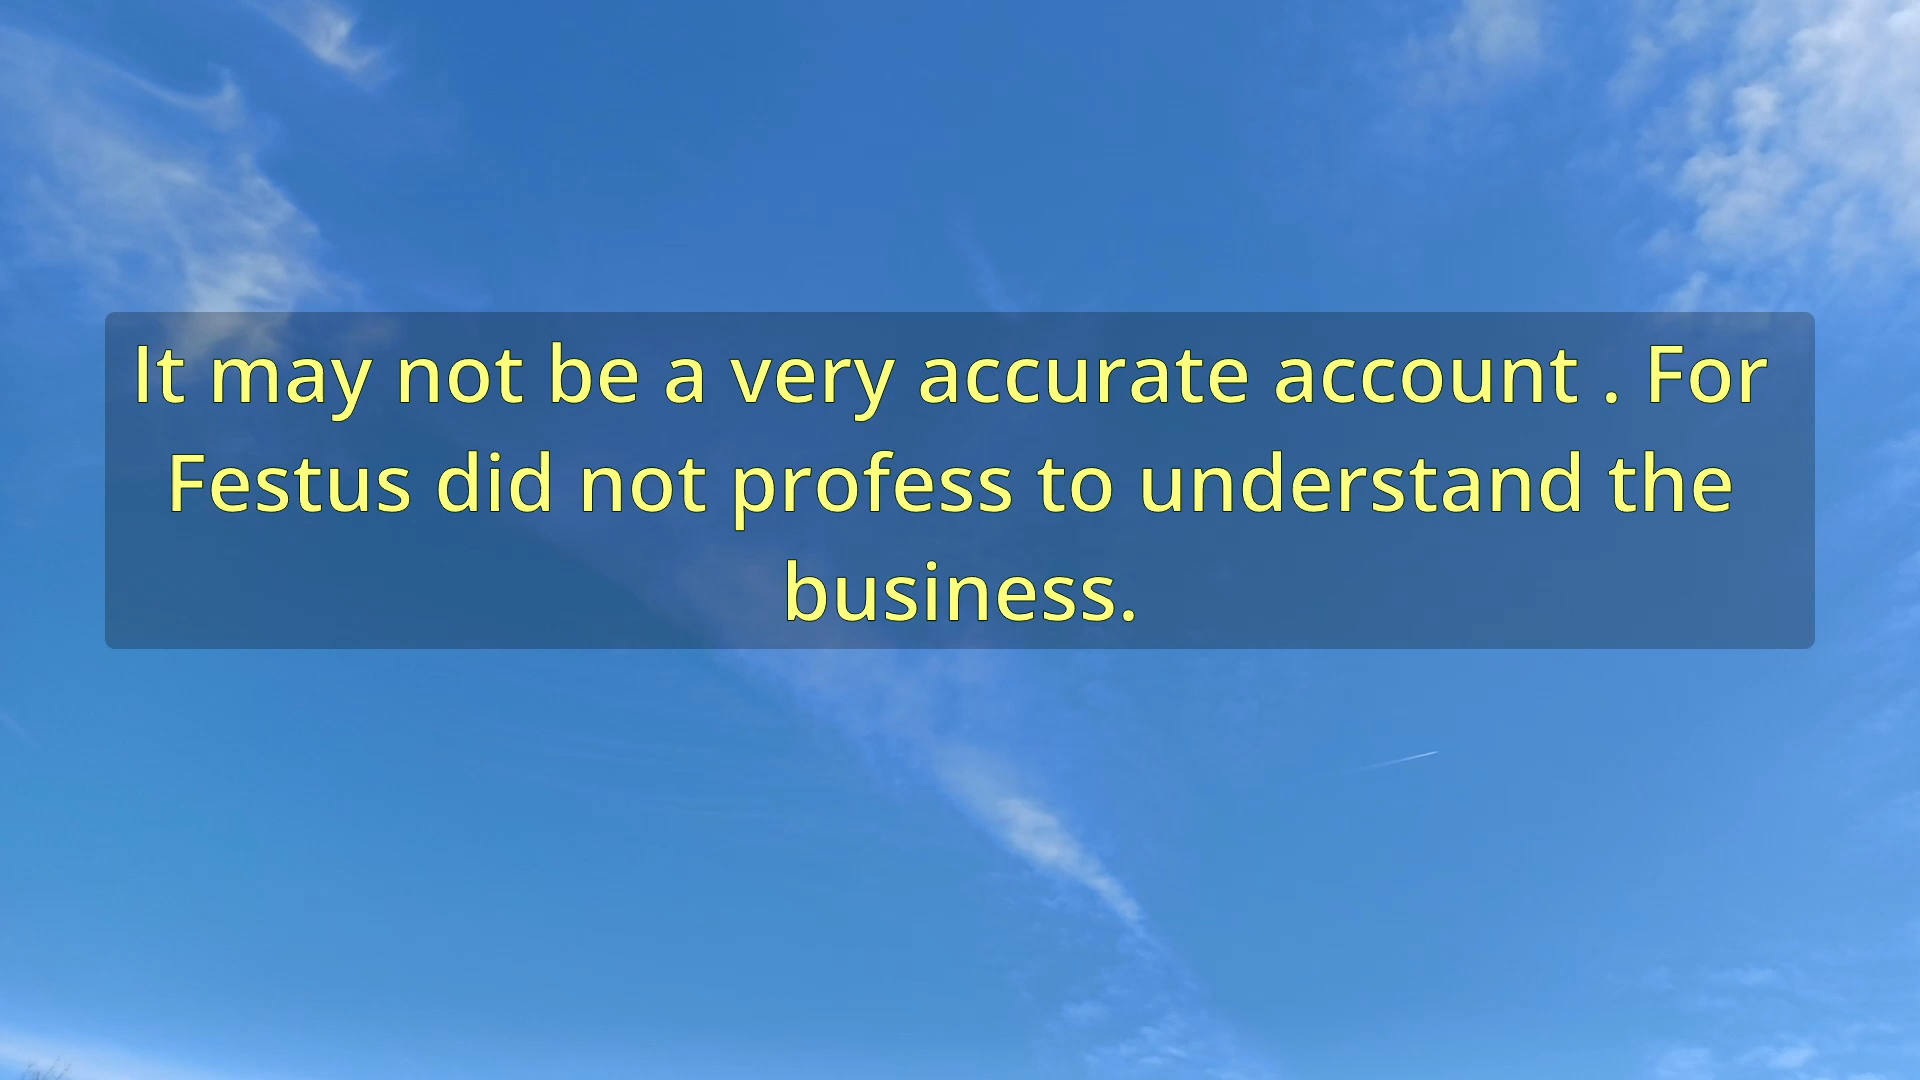 It may not be a very accurate account . For
Festus did not profess to understand the
business.